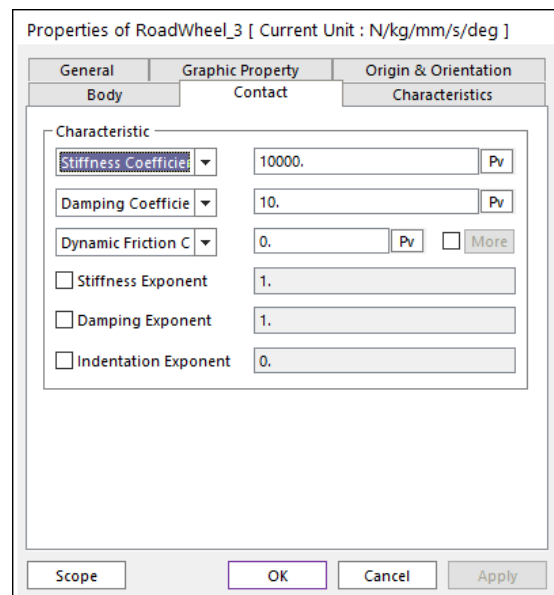 Properties of RoadWheel_3 [ Current Unit : N/kg/mm/s/deg ]
General Graphic Property Origin & Orientation
Body Contact Characteristics
Characteristic
Stiffness Coefficie 10000. Pv
Damping Coefficie 10. Pv
Dynamic Friction C 0. Pv More
Stiffness Exponent 1.
Damping Exponent 1.
Indentation Exponent 0.
Scope OK Cancel Apply